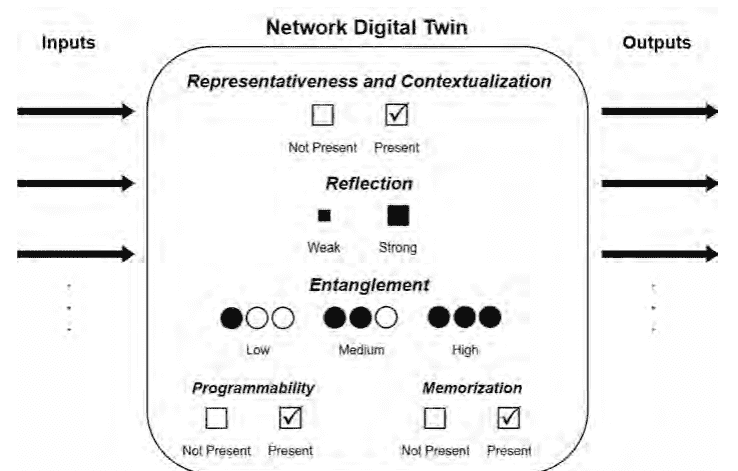 Network Digital Twin
Inputs
Outputs
Representativeness and Contextualization
Not Present Present
Reflection
Weak Strong
Entanglement
Low Medium High
Programmability Memorization
Not Present Present Not Present Present